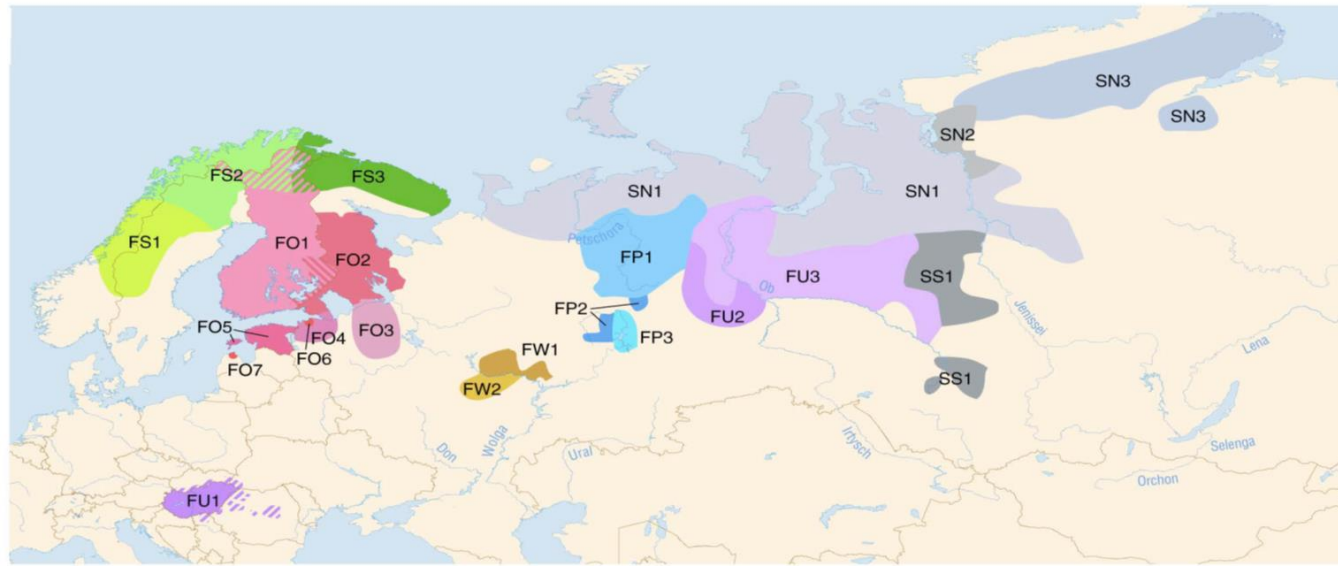 SN3
SN3
SN2
FS2
FS3
SN1
SN1
FS1
Petschora
FO1
FO2
FP1
FU3
SS1
Ob
FP2
FU2
Jenissei
FO5
FO4
FO3
FP3
FO6
FO7
FW1
Lena
FW2
SS1
Don
Wolga
Ural
Irtysch
Selenga
Orchon
FU1